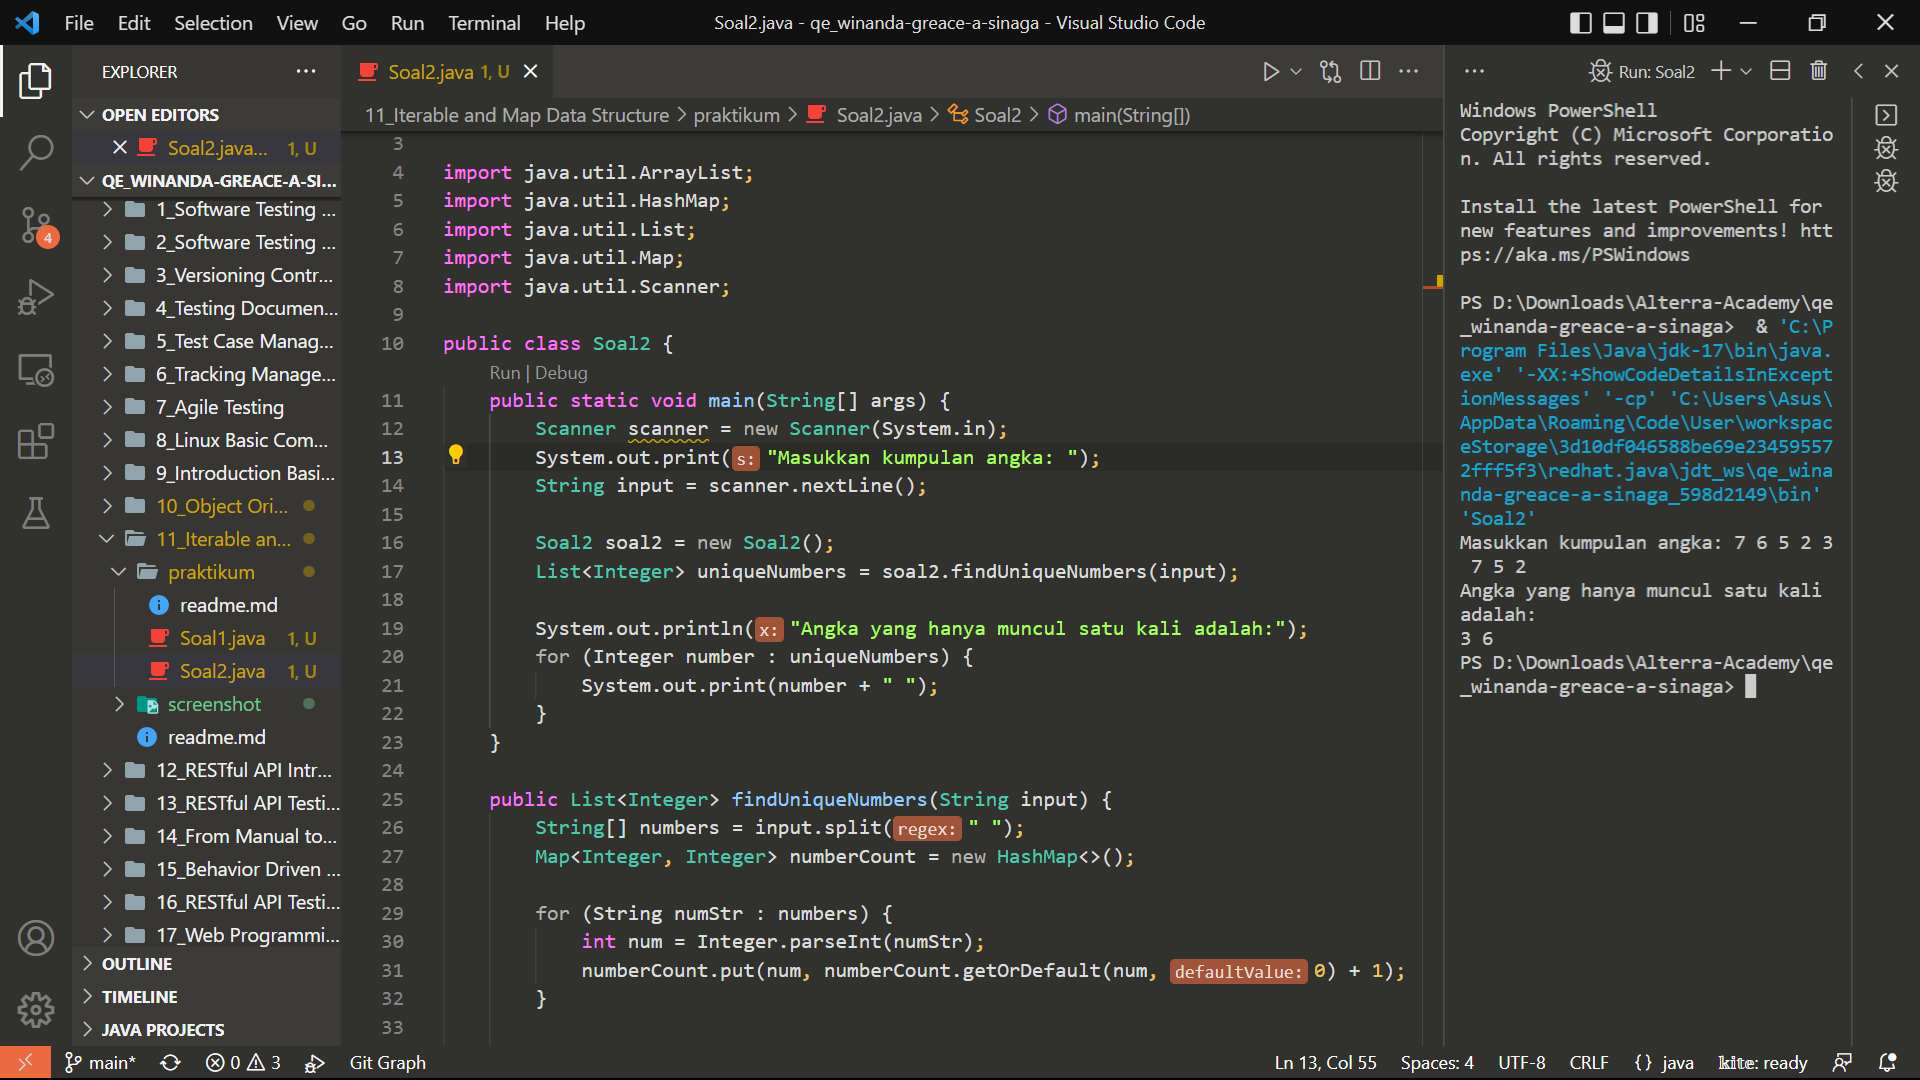 File Edit Selection View Go Run Terminal Help
Soal2.java - qe_winanda-greace-a-sinaga - Visual Studio Code
EXPLORER
OPEN EDITORS
Soal2.java... 1, U
QE_WINANDA-GREACE-A-SI...
1_Software Testing ...
2_Software Testing ...
3_Versioning Contr...
4_Testing Documen...
5_Test Case Manag...
6_Tracking Manage...
7_Agile Testing
8_Linux Basic Com...
9_Introduction Basi...
10_Object Ori...
11_Iterable an...
praktikum
readme.md
Soal1.java 1, U
Soal2.java 1, U
screenshot
readme.md
12_RESTful API Intr...
13_RESTful API Testi...
14_From Manual to...
15_Behavior Driven ...
16_RESTful API Testi...
17_Web Programmi...
OUTLINE
TIMELINE
JAVA PROJECTS
4
Soal2.java 1, U
11_Iterable and Map Data Structure > praktikum > Soal2.java > Soal2 > main(String[])
3
4 import java.util.ArrayList;
5 import java.util.HashMap;
6 import java.util.List;
7 import java.util.Map;
8 import java.util.Scanner;
9
10 public class Soal2 {
Run | Debug
11 public static void main(String[] args) {
12 Scanner scanner = new Scanner(System.in);
13 System.out.print(s: "Masukkan kumpulan angka: ");
14 String input = scanner.nextLine();
15
16 Soal2 soal2 = new Soal2();
17 List<Integer> uniqueNumbers = soal2.findUniqueNumbers(input);
18
19 System.out.println(x: "Angka yang hanya muncul satu kali adalah:");
20 for (Integer number : uniqueNumbers) {
21 System.out.print(number + " ");
22 }
23 }
24
25 public List<Integer> findUniqueNumbers(String input) {
26 String[] numbers = input.split(regex: " ");
27 Map<Integer, Integer> numberCount = new HashMap<>();
28
29 for (String numStr : numbers) {
30 int num = Integer.parseInt(numStr);
31 numberCount.put(num, numberCount.getOrDefault(num, defaultValue: 0) + 1);
32 }
33
Run: Soal2
Windows PowerShell
Copyright (C) Microsoft Corporatio
n. All rights reserved.
Install the latest PowerShell for
new features and improvements! htt
ps://aka.ms/PSWindows
PS D:\Downloads\Alterra-Academy\qe
_winanda-greace-a-sinaga>  & 'C:\P
rogram Files\Java\jdk-17\bin\java.
exe' '-XX:+ShowCodeDetailsInExcept
ionMessages' '-cp' 'C:\Users\Asus\
AppData\Roaming\Code\User\workspac
eStorage\3d10df046588be69e23459557
2fff5f3\redhat.java\jdt_ws\qe_wina
nda-greace-a-sinaga_598d2149\bin'
'Soal2'
Masukkan kumpulan angka: 7 6 5 2 3
7 5 2
Angka yang hanya muncul satu kali
adalah:
3 6
PS D:\Downloads\Alterra-Academy\qe
_winanda-greace-a-sinaga>
main* 0 3 Git Graph Ln 13, Col 55 Spaces: 4 UTF-8 CRLF {} java kite: ready